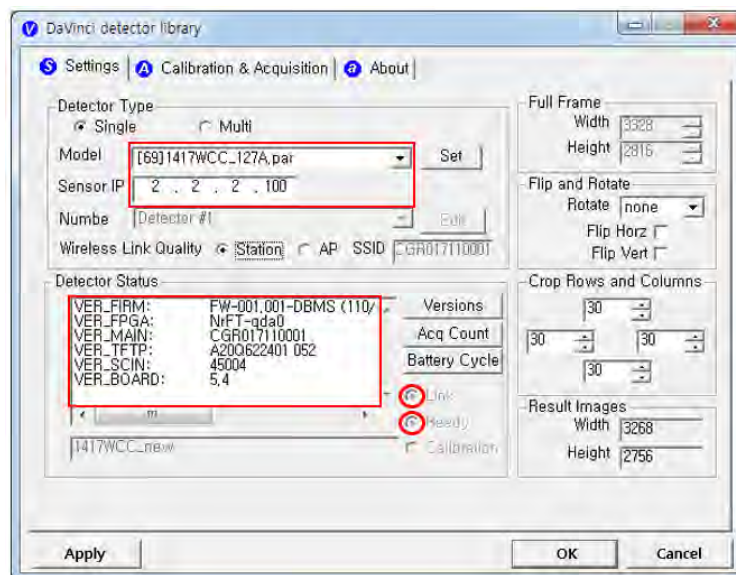 DaVinci detector library
Settings
Calibration & Acquisition
About
Detector Type
Single
Multi
Model
[69]1417WCC_127A.par
Set
Sensor IP
2 . 2 . 2 . 100
Numbe
Detector #1
Edit
Wireless Link Quality
Station
AP
SSID
CGR017110001
Detector Status
VER_FIRM: FW-001.001-DBMS (110/
VER_FPGA: NrFT-qda0
VER_MAIN: CGR017110001
VER_TFTP: A20Q622401 052
VER_SCIN: 45004
VER_BOARD: 5,4
Versions
Acq Count
Battery Cycle
Link
Ready
Calibration
1417WCC_new
Full Frame
Width 3328
Height 2816
Flip and Rotate
Rotate none
Flip Horz
Flip Vert
Crop Rows and Columns
30
30 30
30
Result Images
Width 3268
Height 2756
Apply
OK
Cancel